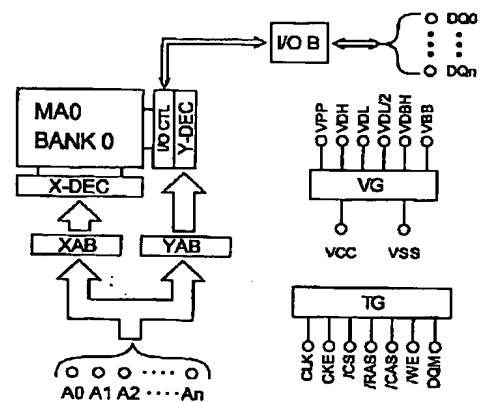 I/O B
DQ0
DQn
MA0
BANK 0
I/O CTL
Y-DEC
X-DEC
XAB
YAB
A0 A1 A2 ····· An
VPP
VDH
VDL
VDL/2
VDBH
VBB
VG
VCC
VSS
TG
CLK
CKE
/CS
/RAS
/CAS
/WE
DQM